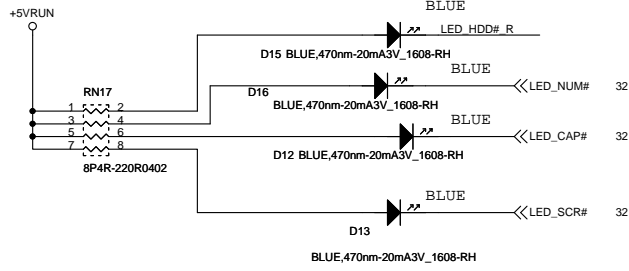 BLUE
+5VRUN
LED_HDD#_R
D15 BLUE,470nm-20mA3V_1608-RH
BLUE
RN17
D16
LED_NUM# 32
BLUE,470nm-20mA3V_1608-RH
1 2
3 4
BLUE
5 6
LED_CAP# 32
7 8
D12 BLUE,470nm-20mA3V_1608-RH
8P4R-220R0402
BLUE
LED_SCR# 32
D13
BLUE,470nm-20mA3V_1608-RH